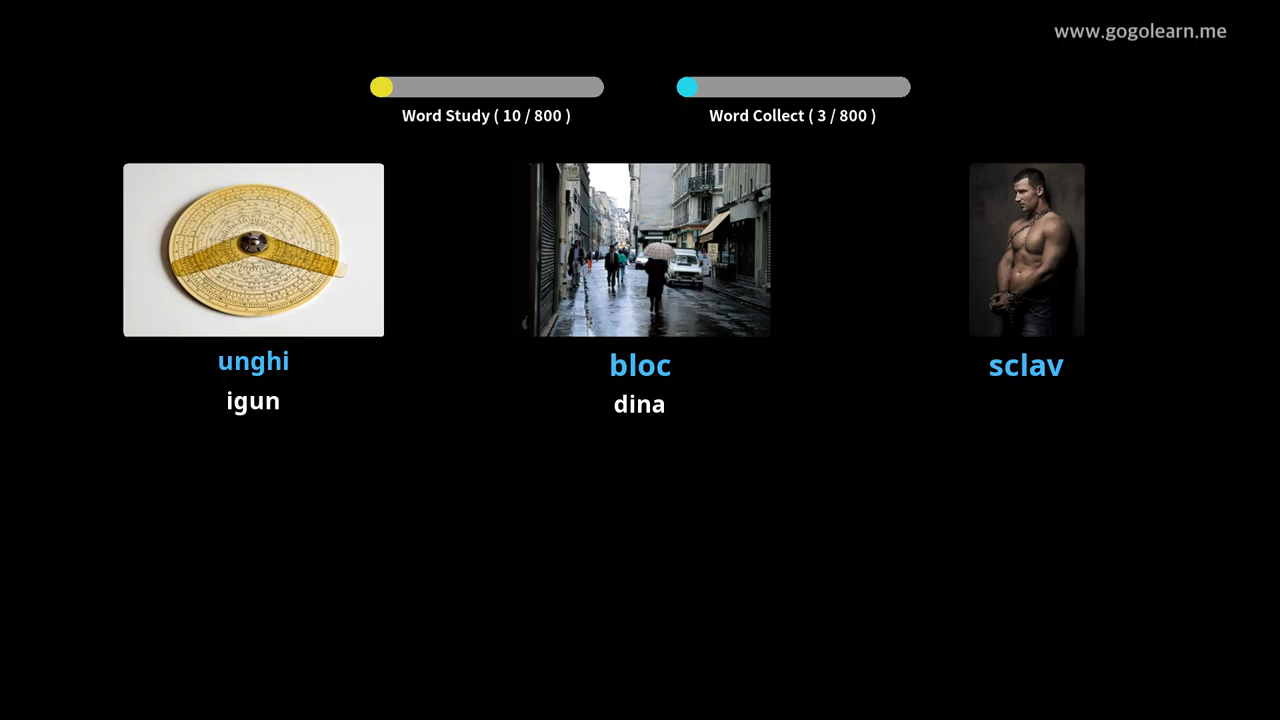 www.gogolearn.me
Word Study ( 10 / 800 )
Word Collect ( 3 / 800 )
unghi
igun
bloc
dina
sclav